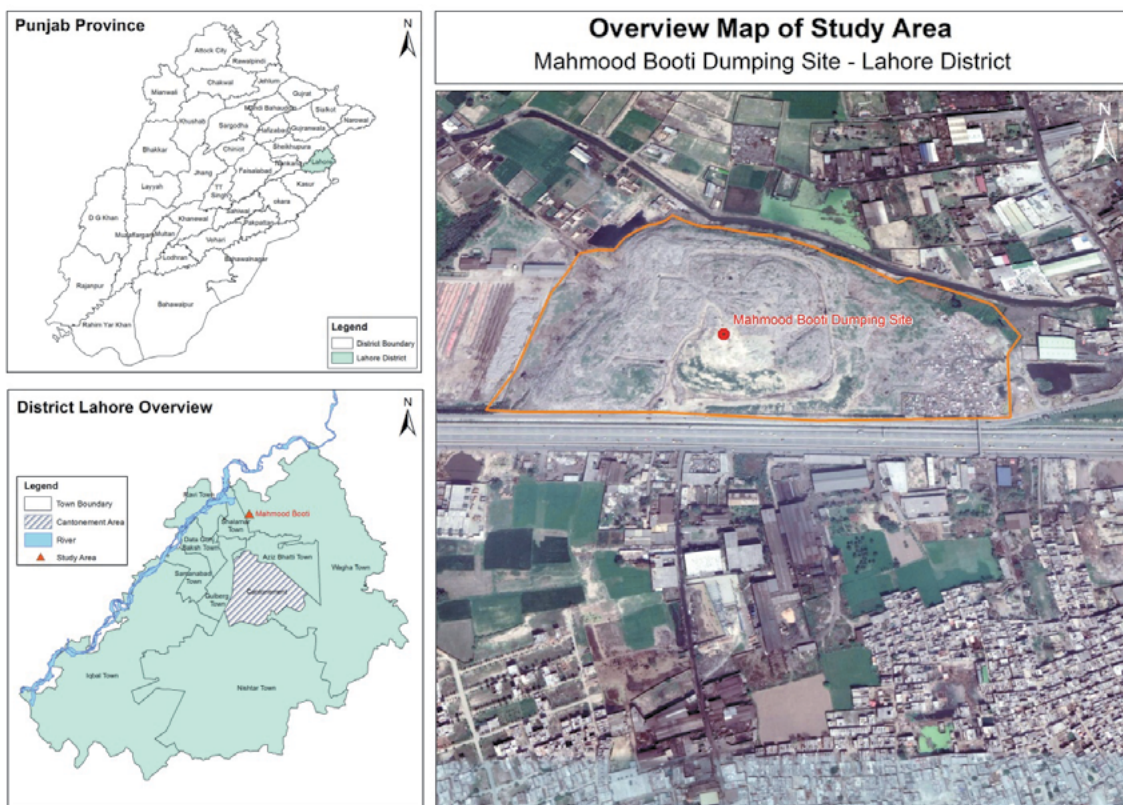 Punjab Province
N
Attock City
Rawalpindi
Chakwal
Jehlum
Mianwali
Gujrat
Mandi Bahauddin
Sialkot
Khushab
Narowal
Sargodha
Gujranwala
Hafizabad
Sheikhupura
Chiniot
Bhakkar
Lahore
Nankana
Faisalabad
Jhang
Kasur
Layyah
TT
Singh
okara
Sahiwal
D G Khan
Khanewal
Pakpattan
Muzaffargarh
Multan
Vehari
Lodhran
Bahawalnagar
Rajanpur
Bahawalpur
Rahim Yar Khan
Legend
District Boundary
Lahore District
District Lahore Overview
N
Legend
Town Boundary
Cantonement Area
River
Study Area
Ravi Town
Mahmood Booti
Shalamar
Town
Data Gunj
Baksh Town
Aziz Bhatti Town
Wagha Town
Samanabad
Town
Cantonement
Gulberg
Town
Iqbal Town
Nishtar Town
Overview Map of Study Area
Mahmood Booti Dumping Site - Lahore District
N
Mahmood Booti Dumping Site